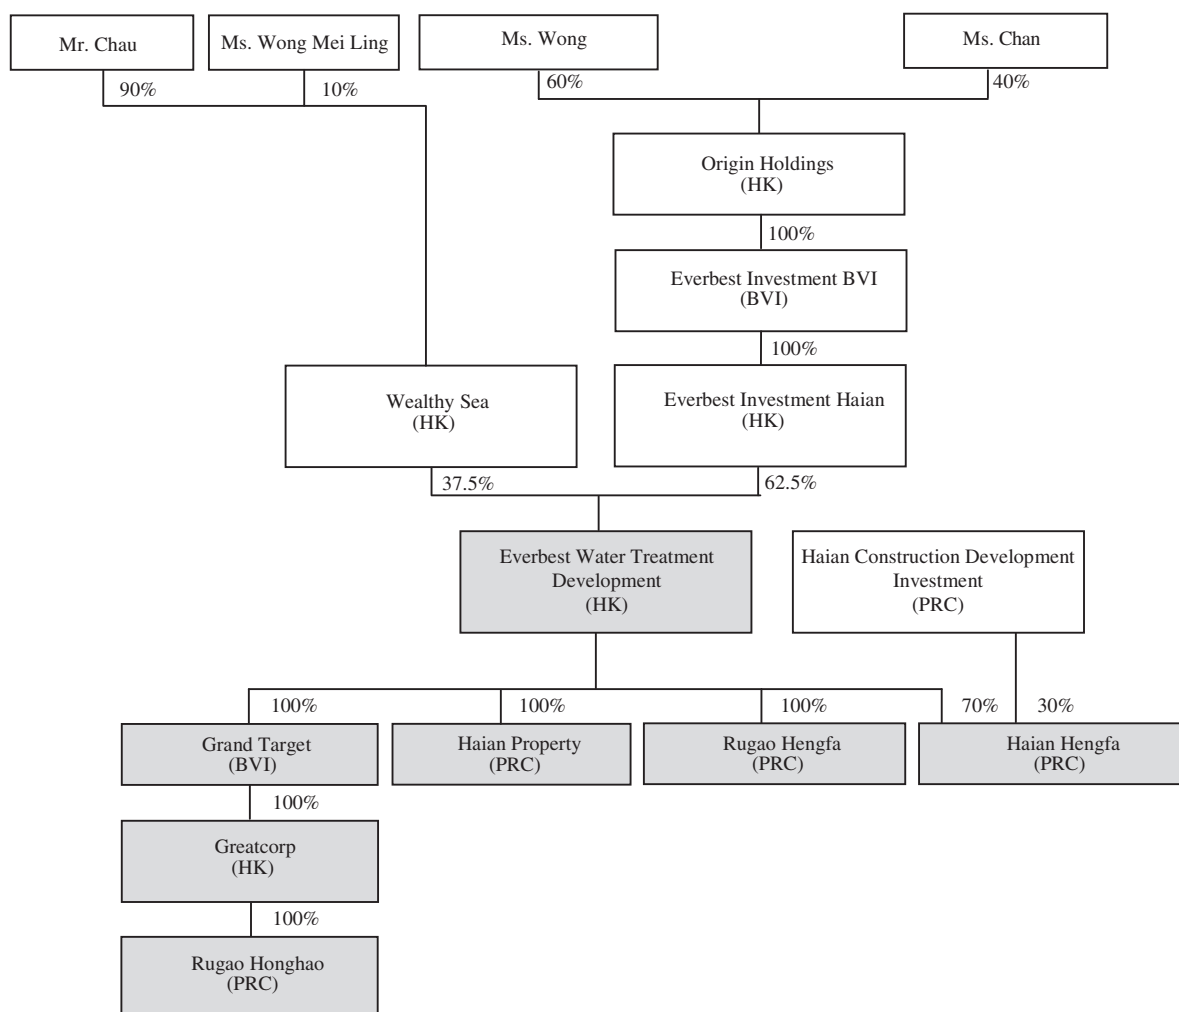 Mr. Chau
Ms. Wong Mei Ling
Ms. Wong
Ms. Chan
90%
10%
60%
40%
Origin Holdings
(HK)
100%
Everbest Investment BVI
(BVI)
100%
Wealthy Sea
(HK)
Everbest Investment Haian
(HK)
37.5%
62.5%
Everbest Water Treatment
Development
(HK)
Haian Construction Development
Investment
(PRC)
100%
100%
100%
70%
30%
Grand Target
(BVI)
Haian Property
(PRC)
Rugao Hengfa
(PRC)
Haian Hengfa
(PRC)
100%
Greatcorp
(HK)
100%
Rugao Honghao
(PRC)